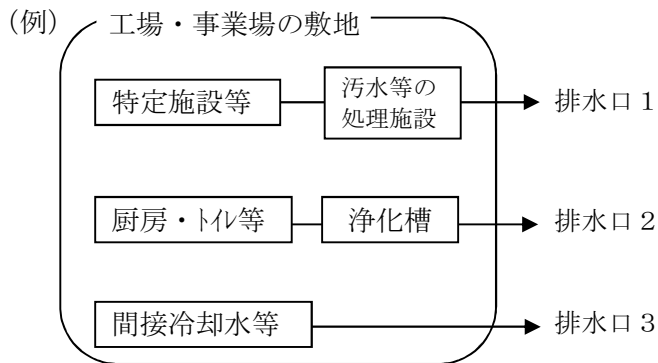 (例)
工場・事業場の敷地
特定施設等
汚水等の
処理施設
排水口１
厨房・ﾄｲﾚ等
浄化槽
排水口２
間接冷却水等
排水口３